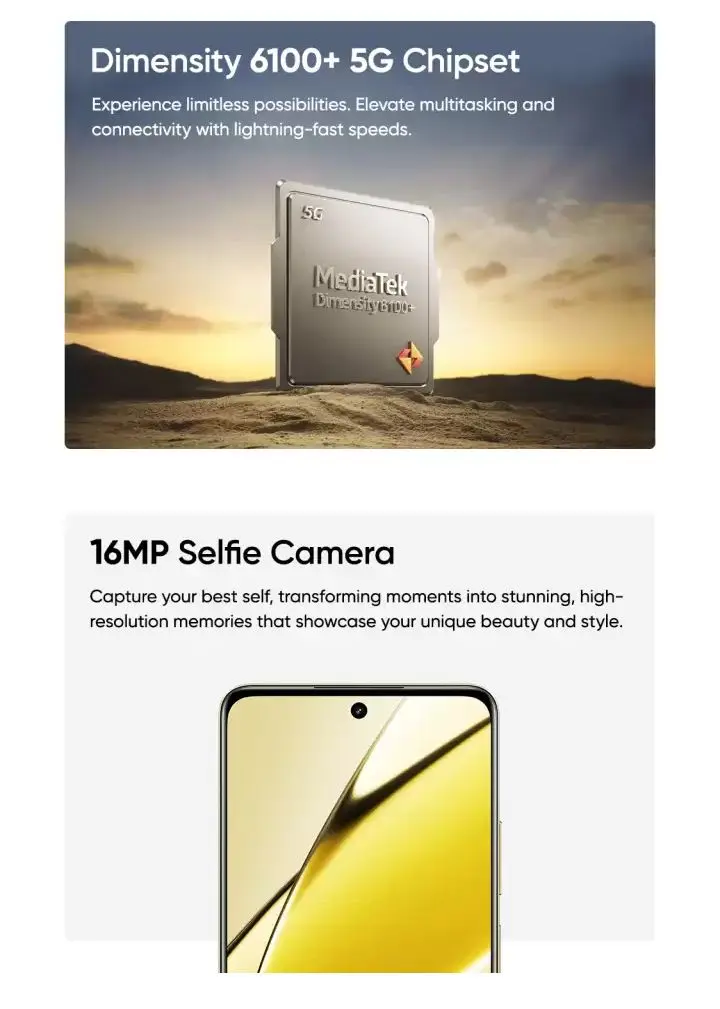 Dimensity 6100+ 5G Chipset
Experience limitless possibilities. Elevate multitasking and
connectivity with lightning-fast speeds.
5G
MediaTek
Dimensity 6100+
16MP Selfie Camera
Capture your best self, transforming moments into stunning, high-
resolution memories that showcase your unique beauty and style.